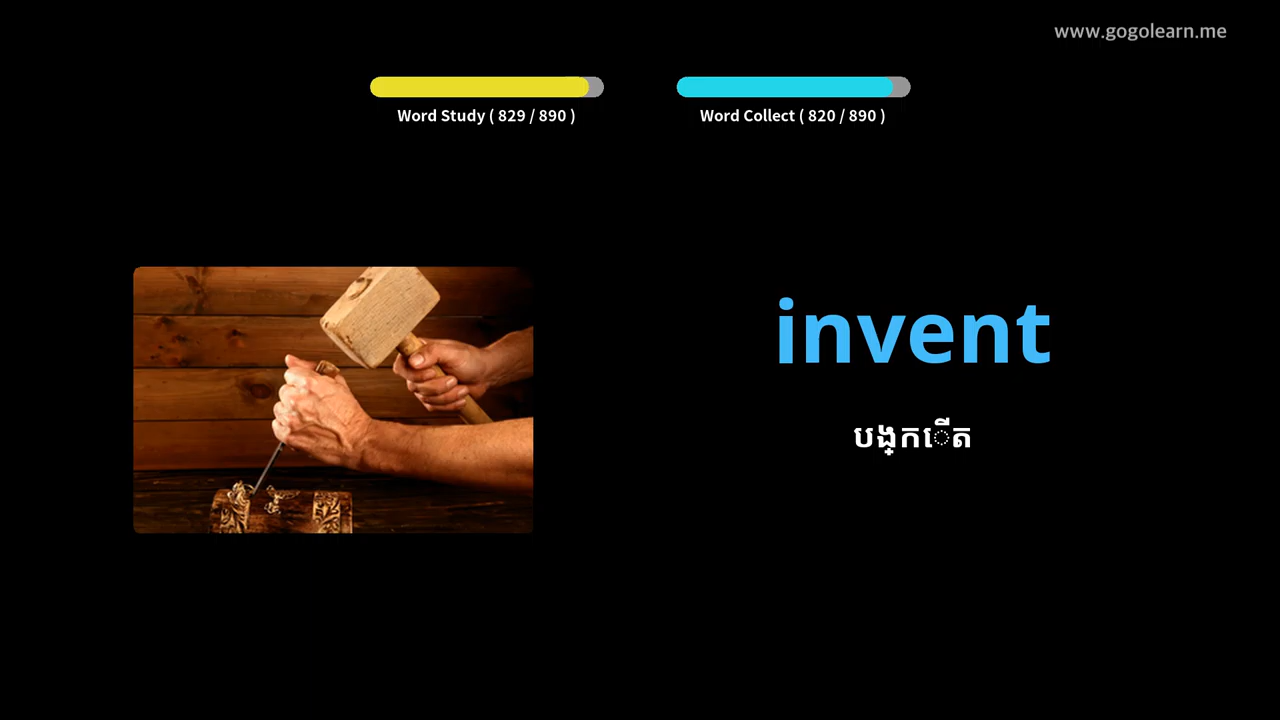 www.gogolearn.me
Word Study ( 829 / 890 )
Word Collect ( 820 / 890 )
invent
បង្កើត